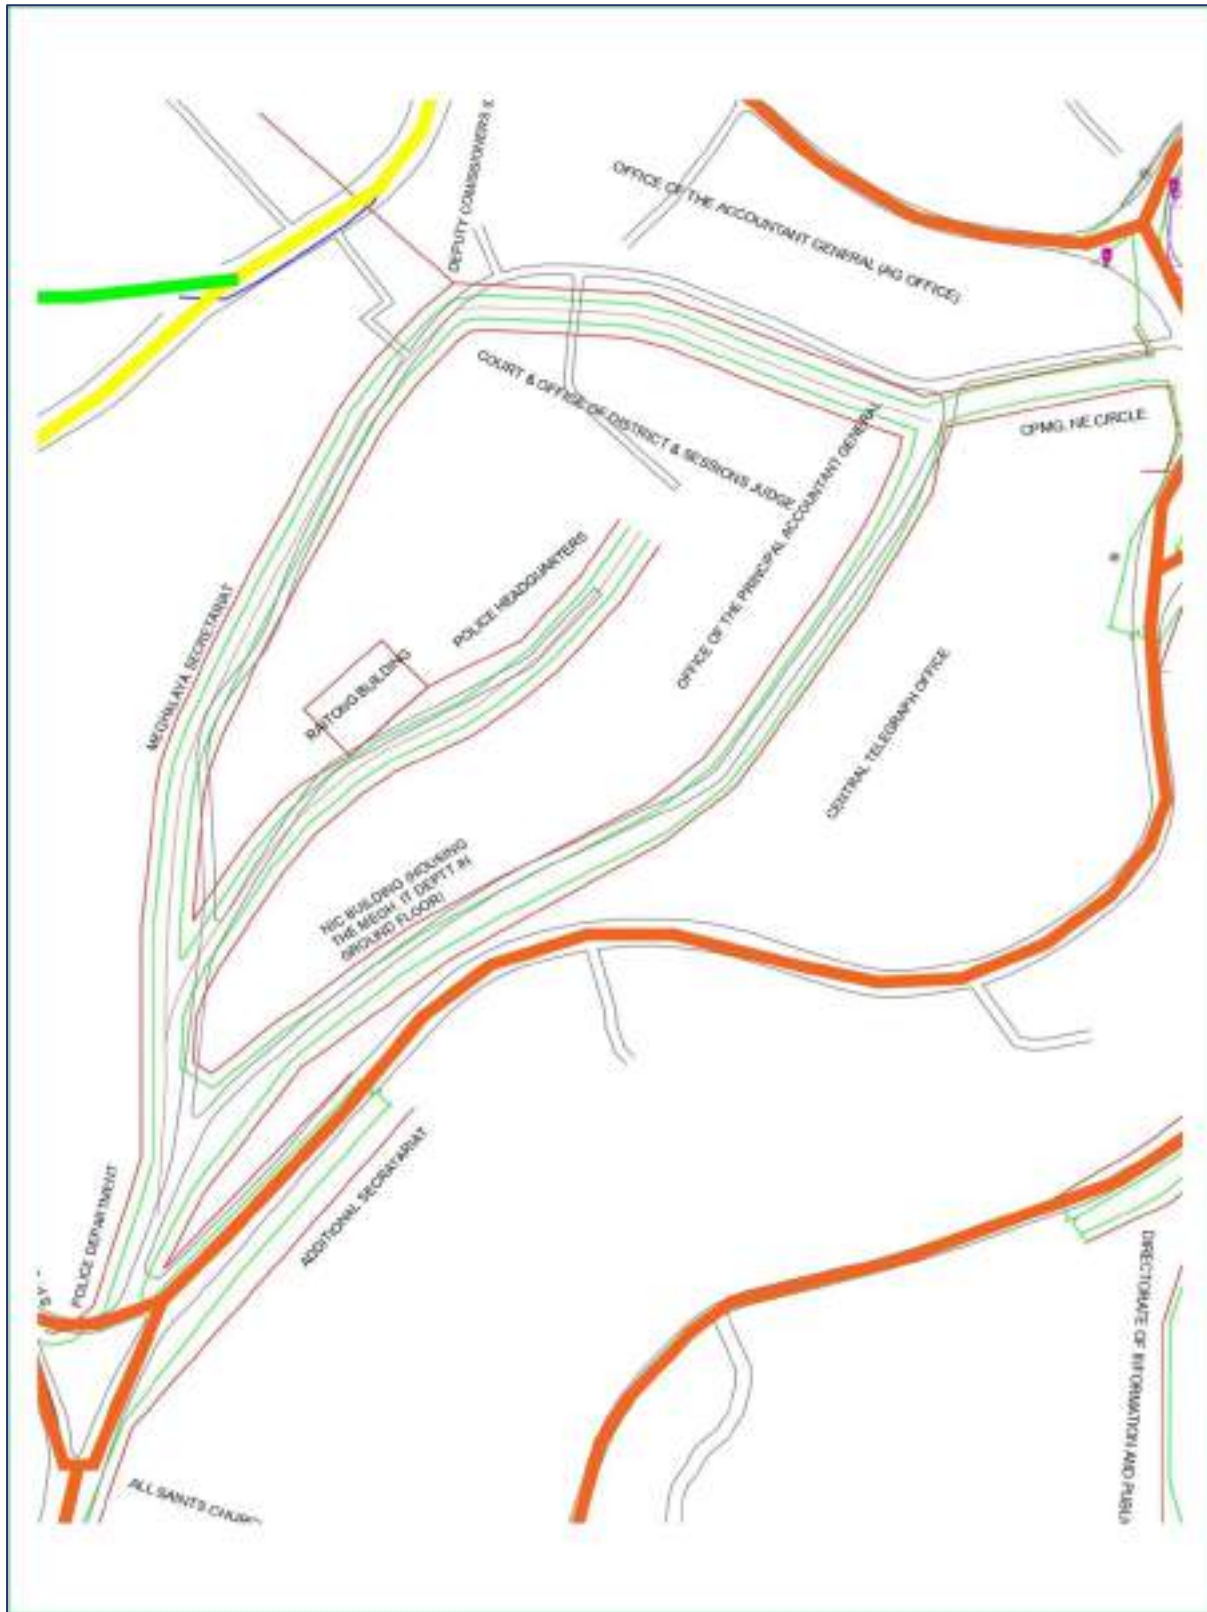 DEPUTY COMISSIONERS
OFFICE OF THE ACCOUNTANT GENERAL (AG OFFICE)
COURT & OFFICE OF DISTRICT & SESSIONS JUDGE
CPMG, NE CIRCLE
OFFICE OF THE PRINCIPAL ACCOUNTANT GENERAL
POLICE HEADQUARTERS
MEGHALAYA SECRETARIAT
RAITONG BUILDING
CENTRAL TELEGRAPH OFFICE
NIC BUILDING (HOUSING
THE MEGH. IT DEPTT IN
GROUND FLOOR)
POLICE DEPARTMENT
ADDITIONAL SECRATARIAT
DIRECTORATE OF INFORMATION AND PUBLI
ALL SAINTS CHURC